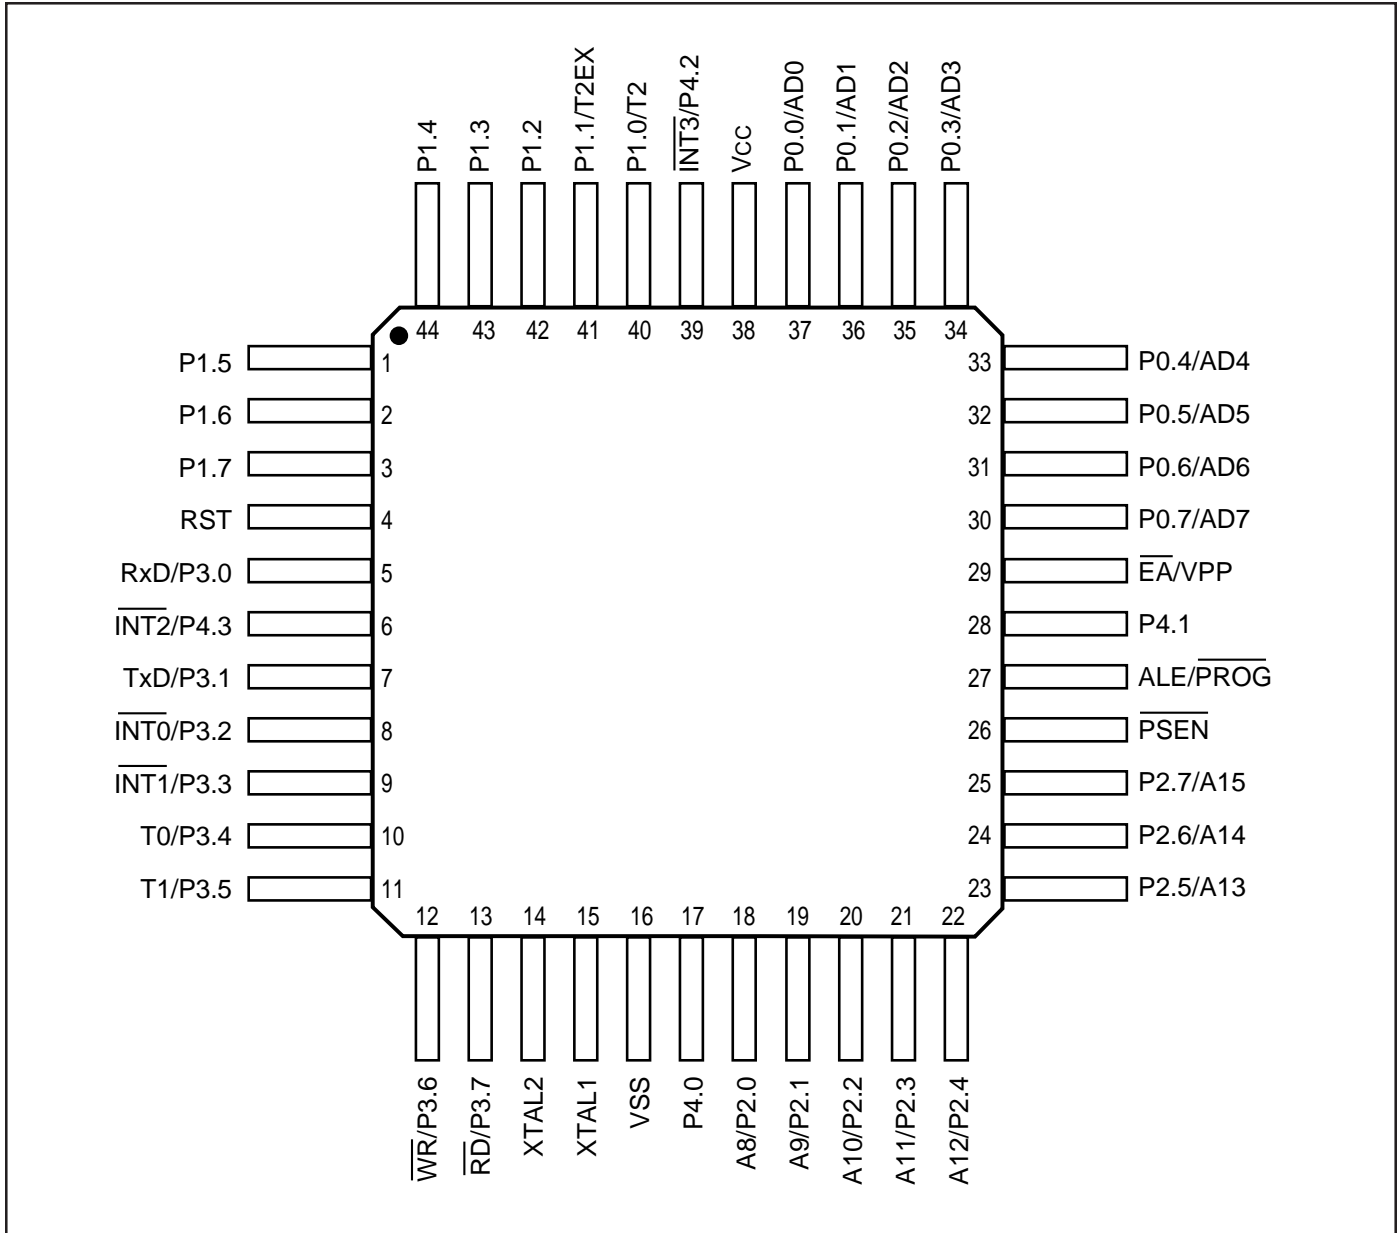 P1.4
P1.3
P1.2
P1.1/T2EX
P1.0/T2
INT3/P4.2
VCC
P0.0/AD0
P0.1/AD1
P0.2/AD2
P0.3/AD3
44 43 42 41 40 39 38 37 36 35 34
P1.5 1
P1.6 2
P1.7 3
RST 4
RxD/P3.0 5
INT2/P4.3 6
TxD/P3.1 7
INT0/P3.2 8
INT1/P3.3 9
T0/P3.4 10
T1/P3.5 11
33 P0.4/AD4
32 P0.5/AD5
31 P0.6/AD6
30 P0.7/AD7
29 EA/VPP
28 P4.1
27 ALE/PROG
26 PSEN
25 P2.7/A15
24 P2.6/A14
23 P2.5/A13
12 13 14 15 16 17 18 19 20 21 22
WR/P3.6
RD/P3.7
XTAL2
XTAL1
VSS
P4.0
A8/P2.0
A9/P2.1
A10/P2.2
A11/P2.3
A12/P2.4